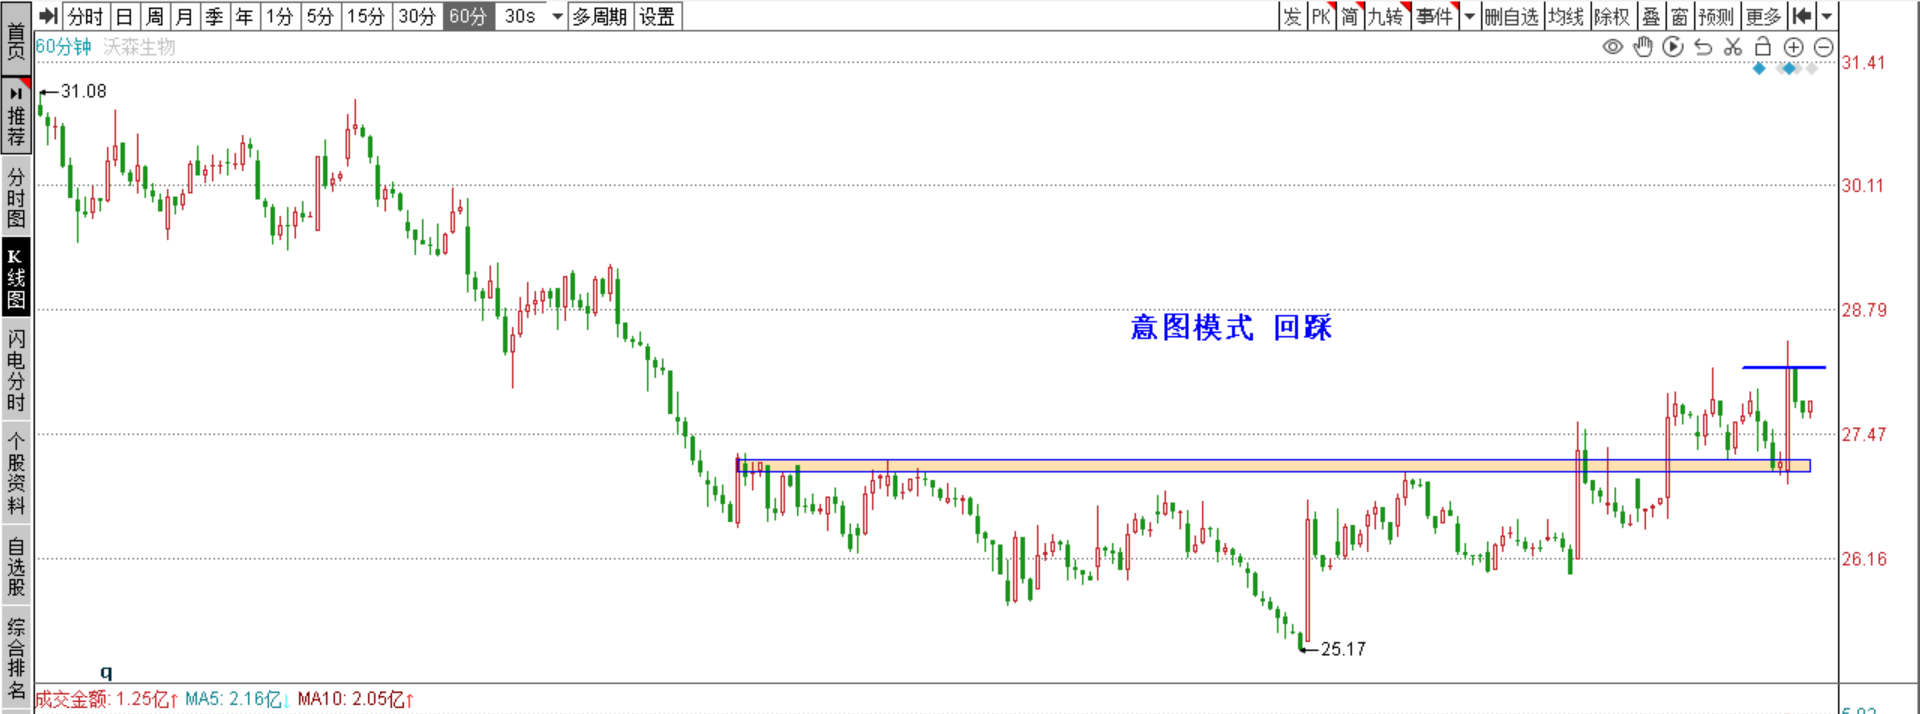 分时 日 周 月 季 年 1分 5分 15分 30分 60分 30s 多周期 设置 发 PK 简 九转 事件 删自选 均线 除权 叠 窗 预测 更多
首页
推荐
分时图
K线图
闪电分时
个股资料
自选股
综合排名
60分钟 沃森生物
31.41
31.08
30.11
28.79
意图模式 回踩
27.47
26.16
25.17
q
成交金额: 1.25亿↑ MA5: 2.16亿↓ MA10: 2.05亿↑